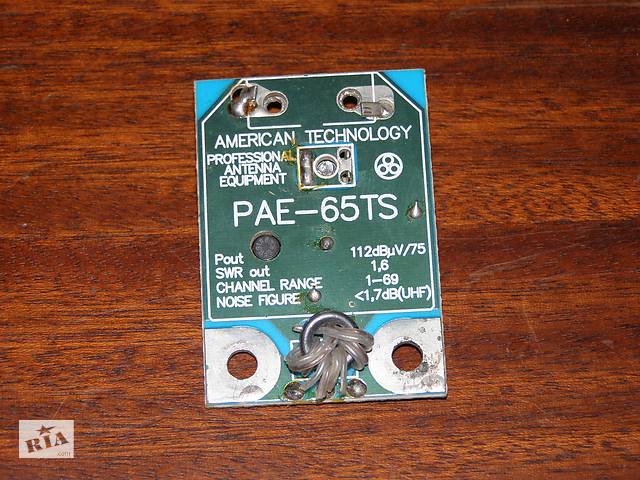 AMERICAN TECHNOLOGY
PROFESSIONAL
ANTENNA
EQUIPMENT
PAE-65TS
Pout 112dBµV/75
SWR out 1,6
CHANNEL RANGE 1-69
NOISE FIGURE <1,7dB(UHF)
RIA
.com